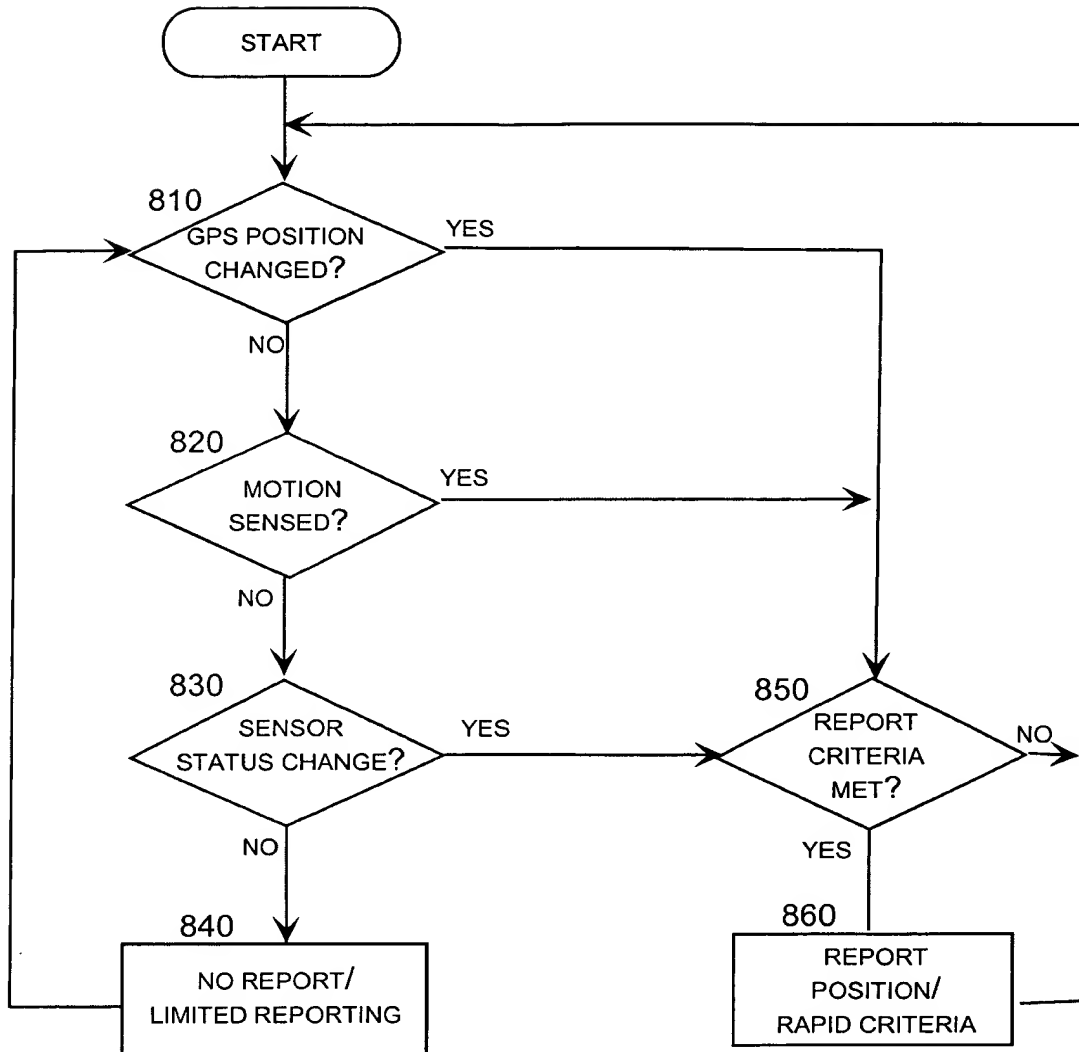 START
810
GPS POSITION
CHANGED?
YES
NO
820
MOTION
SENSED?
YES
NO
830
SENSOR
STATUS CHANGE?
YES
NO
850
REPORT
CRITERIA
MET?
NO
YES
840
NO REPORT/
LIMITED REPORTING
860
REPORT
POSITION/
RAPID CRITERIA